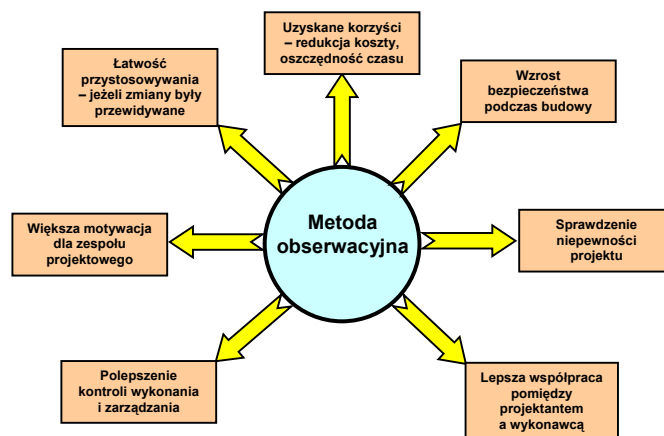 Uzyskane korzyści
– redukcja koszty,
oszczędność czasu
Łatwość
przystosowywania
– jeżeli zmiany były
przewidywane
Wzrost
bezpieczeństwa
podczas budowy
Metoda
obserwacyjna
Większa motywacja
dla zespołu
projektowego
Sprawdzenie
niepewności
projektu
Polepszenie
kontroli wykonania
i zarządzania
Lepsza współpraca
pomiędzy
projektantem
a wykonawcą